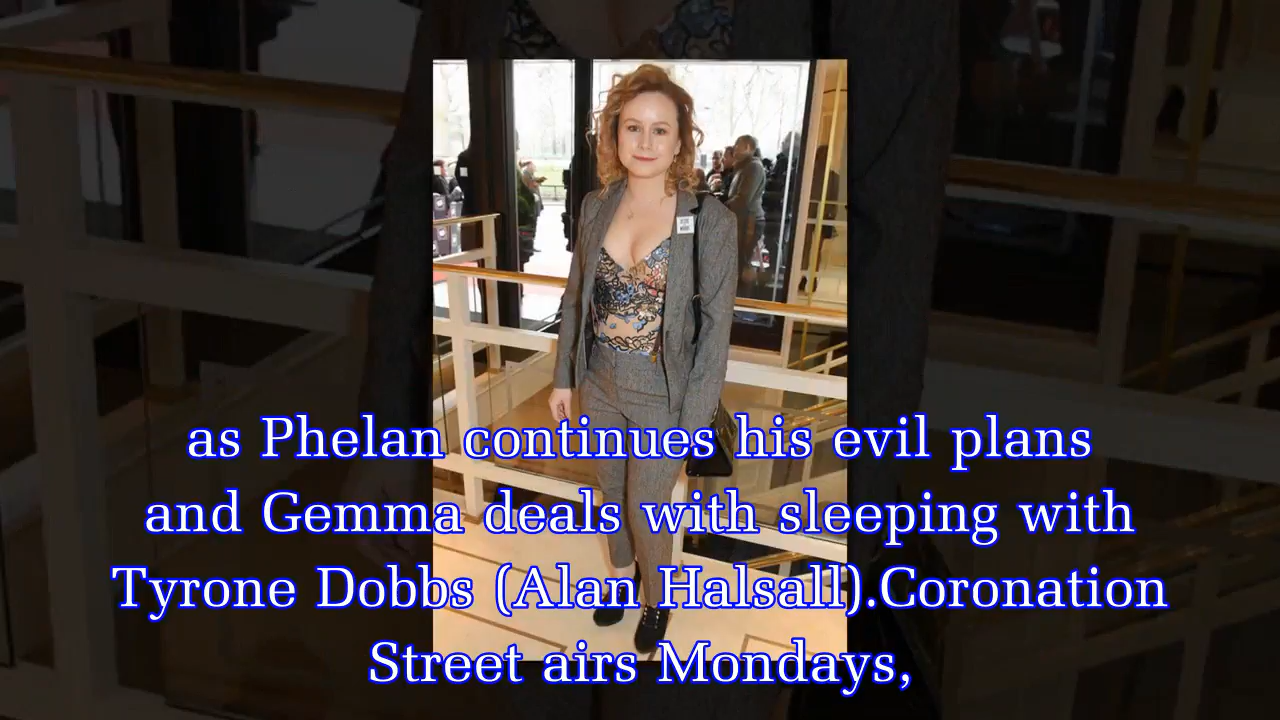 as Phelan continues his evil plans
and Gemma deals with sleeping with
Tyrone Dobbs (Alan Halsall).Coronation
Street airs Mondays,